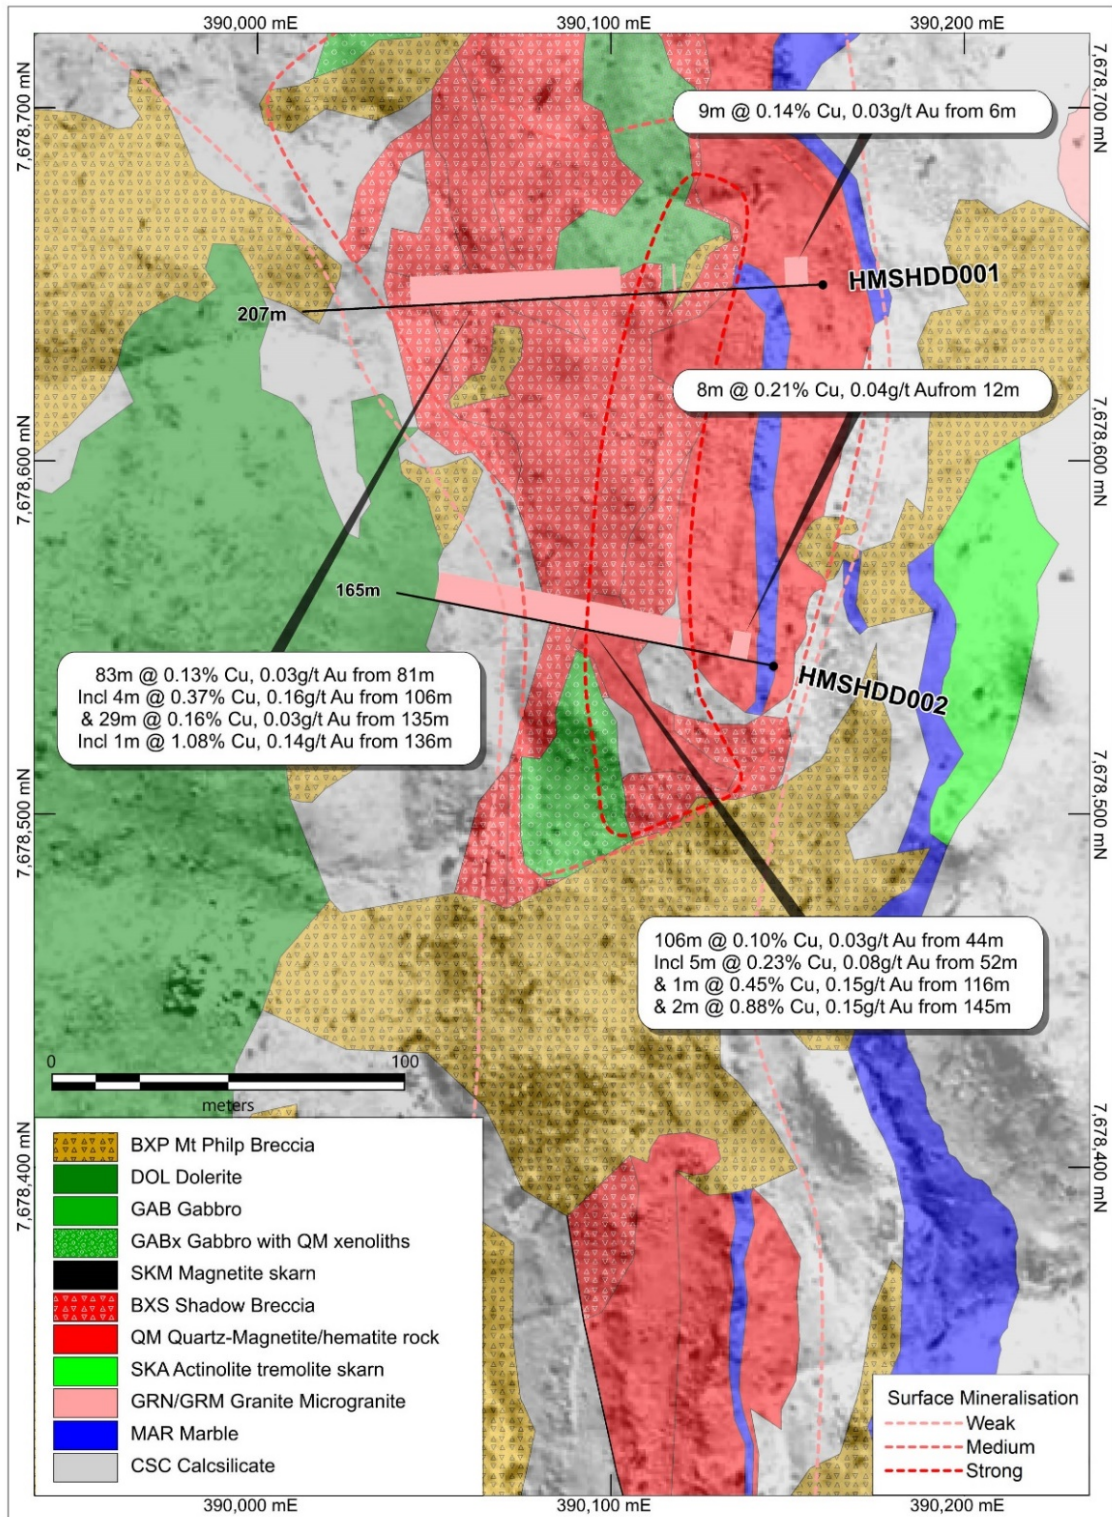 390,000 mE
390,100 mE
390,200 mE
7,678,700 mN
7,678,700 mN
9m @ 0.14% Cu, 0.03g/t Au from 6m
HMSHDD001
207m
8m @ 0.21% Cu, 0.04g/t Aufrom 12m
7,678,600 mN
7,678,600 mN
165m
HMSHDD002
83m @ 0.13% Cu, 0.03g/t Au from 81m
Incl 4m @ 0.37% Cu, 0.16g/t Au from 106m
& 29m @ 0.16% Cu, 0.03g/t Au from 135m
Incl 1m @ 1.08% Cu, 0.14g/t Au from 136m
7,678,500 mN
7,678,500 mN
106m @ 0.10% Cu, 0.03g/t Au from 44m
Incl 5m @ 0.23% Cu, 0.08g/t Au from 52m
& 1m @ 0.45% Cu, 0.15g/t Au from 116m
& 2m @ 0.88% Cu, 0.15g/t Au from 145m
0
100
meters
7,678,400 mN
7,678,400 mN
BXP Mt Philp Breccia
DOL Dolerite
GAB Gabbro
GABx Gabbro with QM xenoliths
SKM Magnetite skarn
BXS Shadow Breccia
QM Quartz-Magnetite/hematite rock
SKA Actinolite tremolite skarn
GRN/GRM Granite Microgranite
MAR Marble
CSC Calcsilicate
Surface Mineralisation
Weak
Medium
Strong
390,000 mE
390,100 mE
390,200 mE